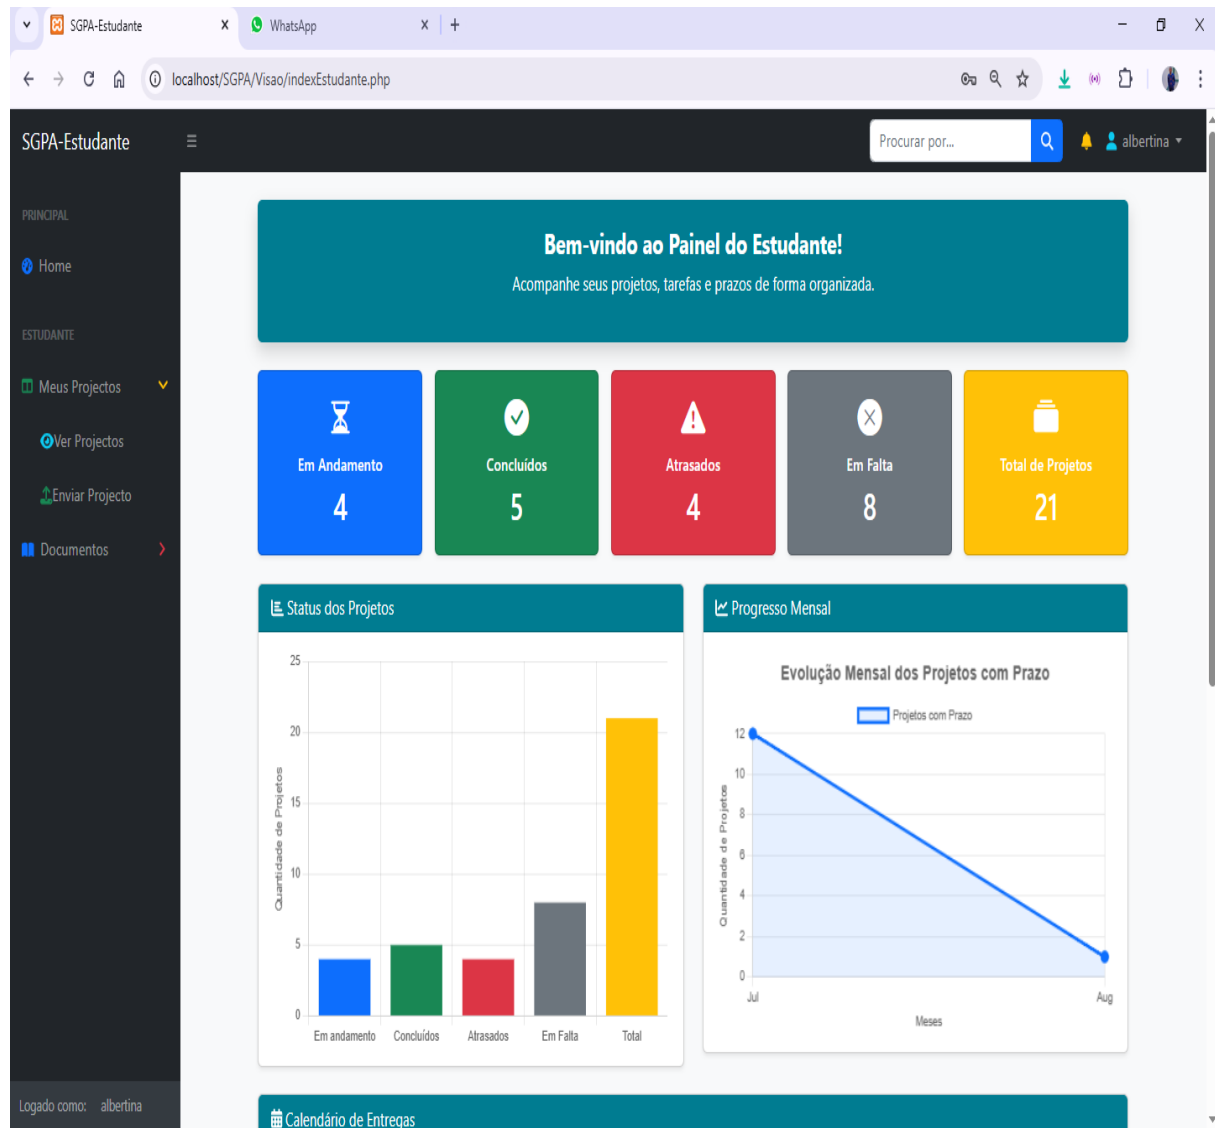 SGPA-Estudante
WhatsApp
localhost/SGPA/Visao/indexEstudante.php
SGPA-Estudante
Procurar por...
albertina
PRINCIPAL
Home
ESTUDANTE
Meus Projectos
Ver Projectos
Enviar Projecto
Documentos
Logado como: albertina
Bem-vindo ao Painel do Estudante!
Acompanhe seus projetos, tarefas e prazos de forma organizada.
Em Andamento
4
Concluídos
5
Atrasados
4
Em Falta
8
Total de Projetos
21
Status dos Projetos
25
20
15
10
5
0
Quantidade de Projetos
Em andamento Concluídos Atrasados Em Falta Total
Progresso Mensal
Evolução Mensal dos Projetos com Prazo
Projetos com Prazo
12
10
8
6
4
2
0
Quantidade de Projetos
Jul Aug
Meses
Calendário de Entregas